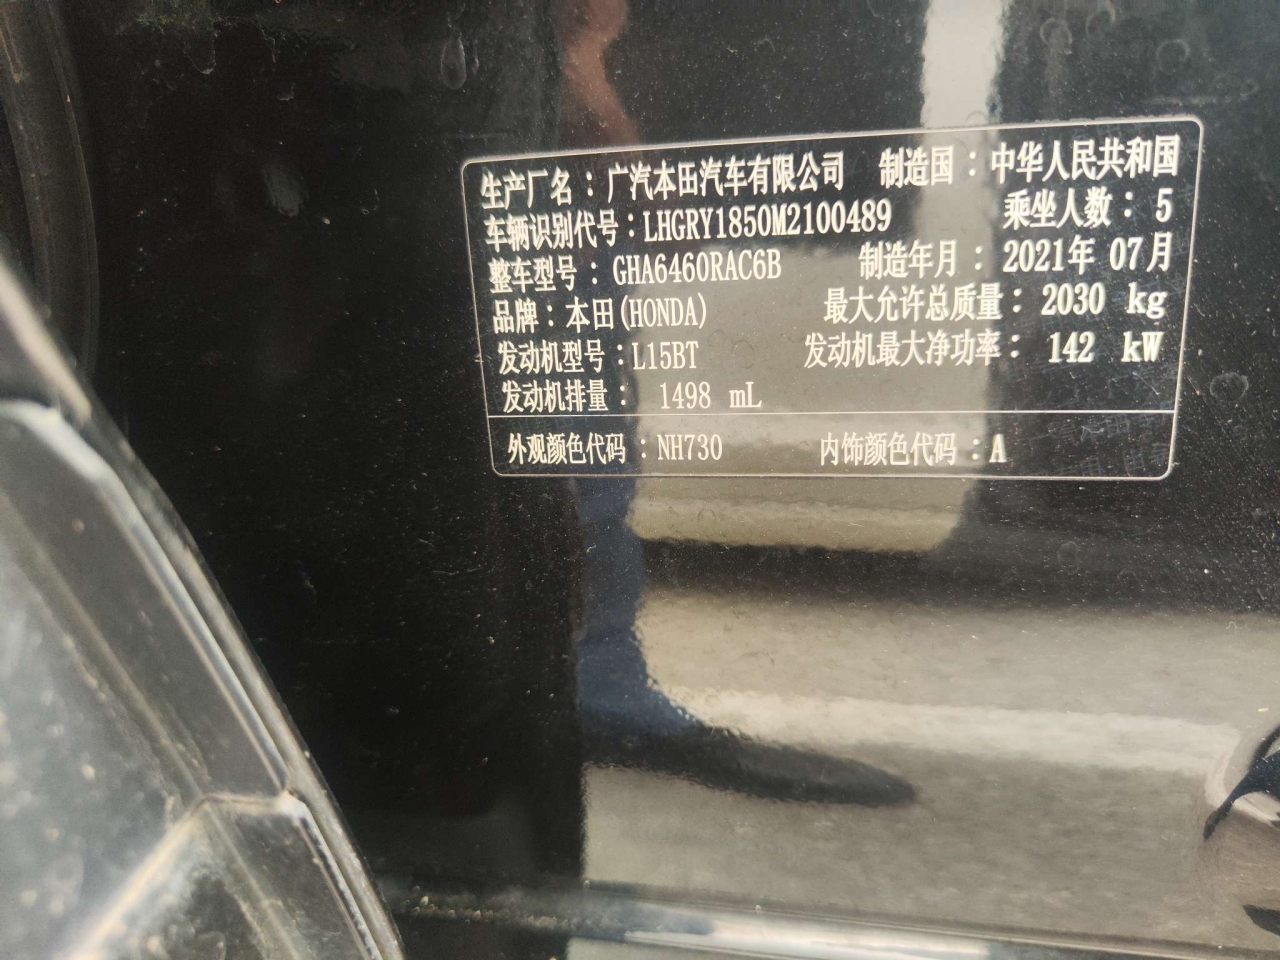 生产厂名：广汽本田汽车有限公司 制造国：中华人民共和国
车辆识别代号：LHGRY1850M2100489 乘坐人数：5
整车型号：GHA6460RAC6B 制造年月：2021年07月
品牌：本田(HONDA) 最大允许总质量：2030 kg
发动机型号：L15BT 发动机最大净功率：142 kW
发动机排量：1498 mL
外观颜色代码：NH730 内饰颜色代码：A